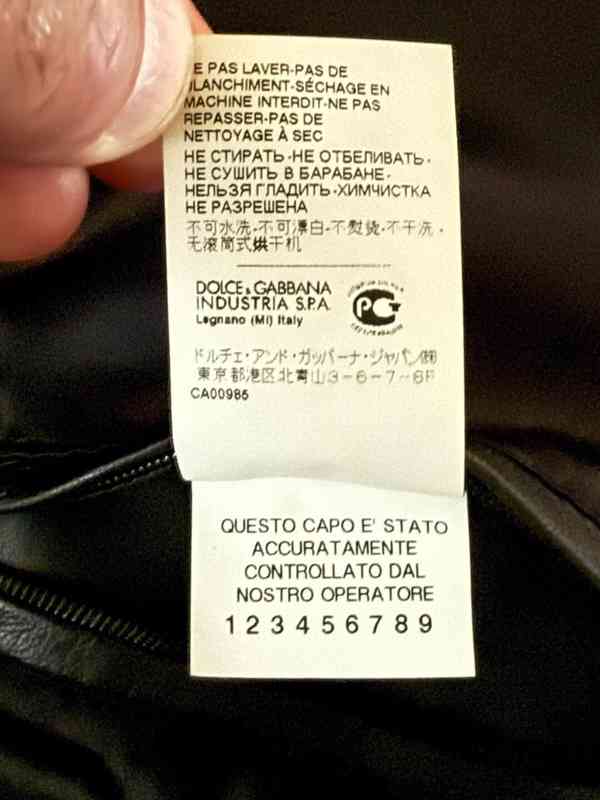 E PAS LAVER-PAS DE
LANCHIMENT-SÉCHAGE EN
MACHINE INTERDIT-NE PAS
REPASSER-PAS DE
NETTOYAGE À SEC
НЕ СТИРАТЬ-НЕ ОТБЕЛИВАТЬ-
НЕ СУШИТЬ В БАРАБАНЕ-
НЕЛЬЗЯ ГЛАДИТЬ-ХИМЧИСТКА
НЕ РАЗРЕШЕНА
不可水洗-不可漂白-不熨烫-不干洗-
无滚筒式烘干机
DOLCE&GABBANA
INDUSTRIA S.P.A.
Legnano (MI) Italy
PCT
ドルチェ・アンド・ガッバーナ・ジャパン㈱
東京都港区北青山3-6-7-6F
CA00985
QUESTO CAPO E' STATO
ACCURATAMENTE
CONTROLLATO DAL
NOSTRO OPERATORE
1 2 3 4 5 6 7 8 9